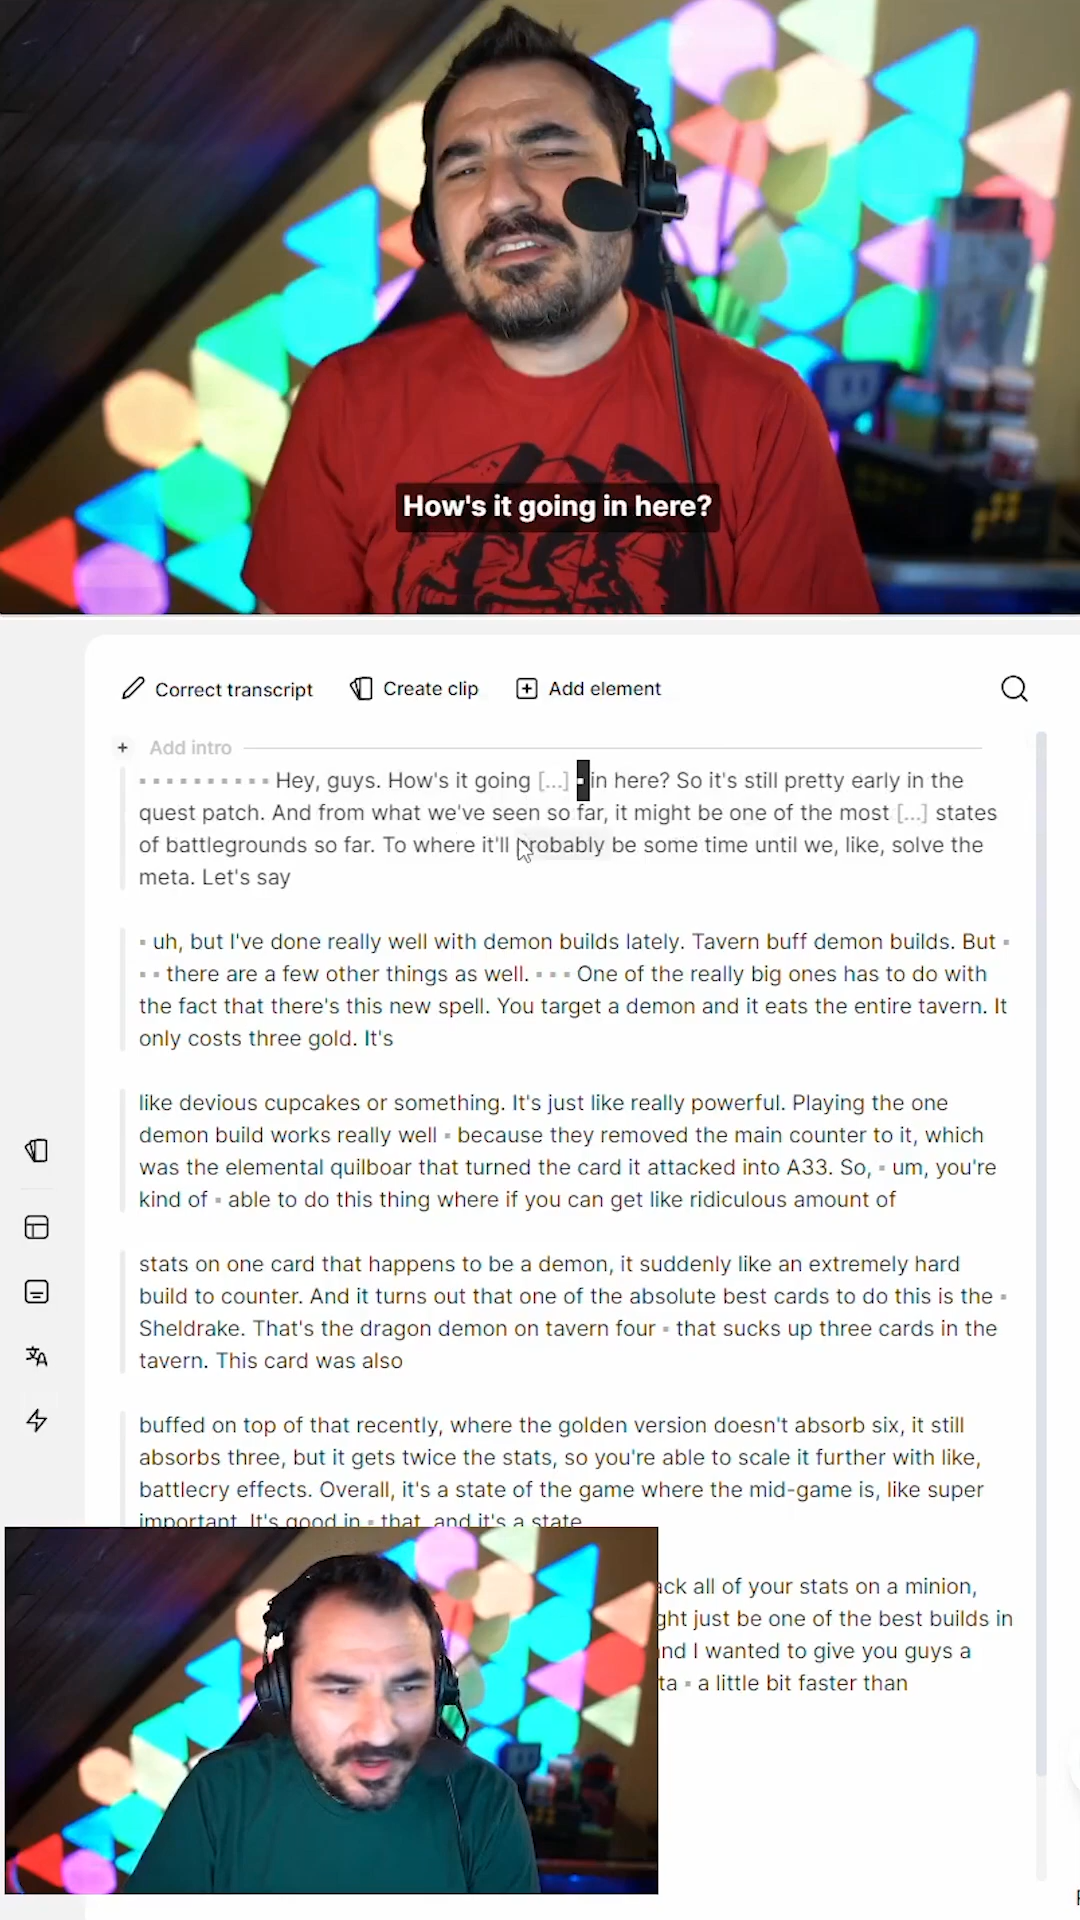 How's it going in here?
Correct transcript
Create clip
Add element
+ Add intro
Hey, guys. How's it going [...] in here? So it's still pretty early in the
quest patch. And from what we've seen so far, it might be one of the most [...] states
of battlegrounds so far. To where it'll probably be some time until we, like, solve the
meta. Let's say
uh, but I've done really well with demon builds lately. Tavern buff demon builds. But
there are a few other things as well. One of the really big ones has to do with
the fact that there's this new spell. You target a demon and it eats the entire tavern. It
only costs three gold. It's
like devious cupcakes or something. It's just like really powerful. Playing the one
demon build works really well because they removed the main counter to it, which
was the elemental quilboar that turned the card it attacked into A33. So, um, you're
kind of able to do this thing where if you can get like ridiculous amount of
stats on one card that happens to be a demon, it suddenly like an extremely hard
build to counter. And it turns out that one of the absolute best cards to do this is the
Sheldrake. That's the dragon demon on tavern four that sucks up three cards in the
tavern. This card was also
buffed on top of that recently, where the golden version doesn't absorb six, it still
absorbs three, but it gets twice the stats, so you're able to scale it further with like,
battlecry effects. Overall, it's a state of the game where the mid-game is, like super
important. It's good in that, and it's a state
all of your stats on a minion,
just be one of the best builds in
I wanted to give you guys a
a little bit faster than